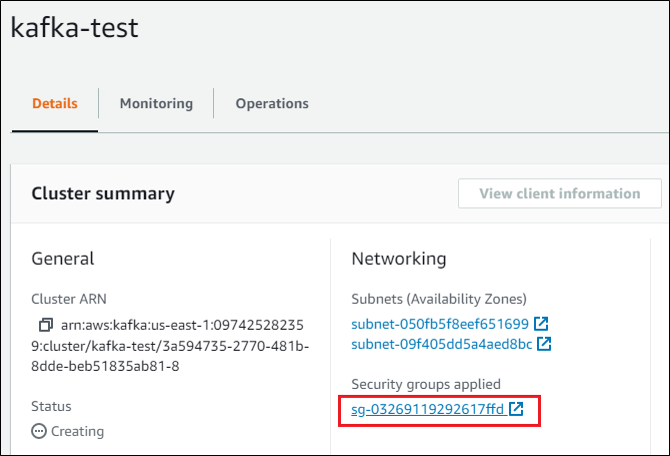 kafka-test
Details
Monitoring
Operations
Cluster summary
View client information
General
Cluster ARN
arn:aws:kafka:us-east-1:09742528235
9:cluster/kafka-test/3a594735-2770-481b-
8dde-beb51835ab81-8
Status
Creating
Networking
Subnets (Availability Zones)
subnet-050fb5f8eef651699
subnet-09f405dd5a4aed8bc
Security groups applied
sg-03269119292617ffd